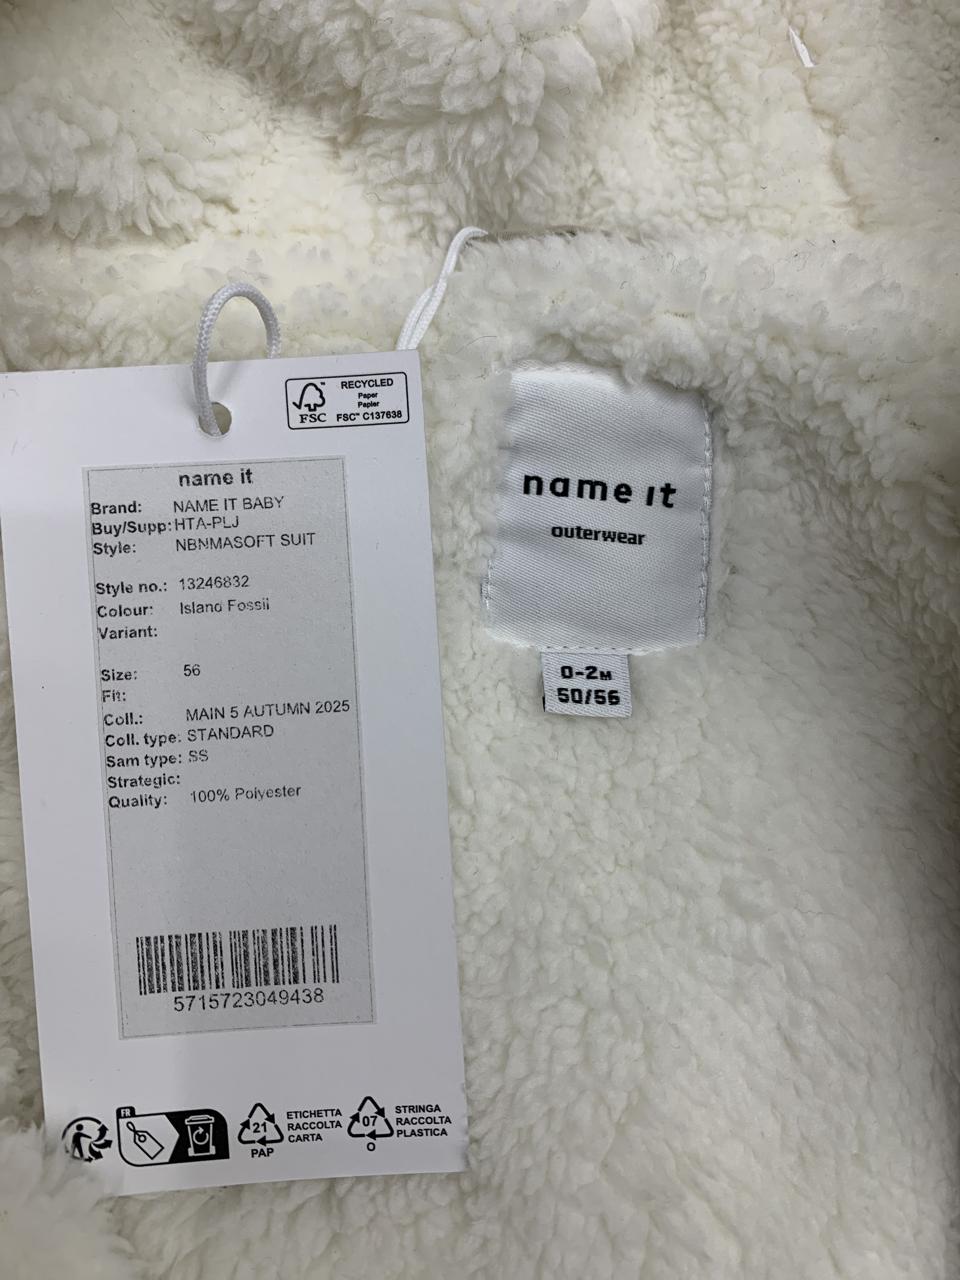 RECYCLED
Paper
Papier
FSC™ C137638
FSC™
name it
Brand: NAME IT BABY
Buy/Supp: HTA-PLJ
Style: NBNMASOFT SUIT
Style no.: 13246832
Colour: Island Fossil
Variant:
Size: 56
Fit:
Coll.: MAIN 5 AUTUMN 2025
Coll. type: STANDARD
Sam type: SS
Strategic:
Quality: 100% Polyester
5715723049438
FR
21
PAP
ETICHETTA
RACCOLTA
CARTA
07
O
STRINGA
RACCOLTA
PLASTICA
name it
outerwear
0-2M
50/56